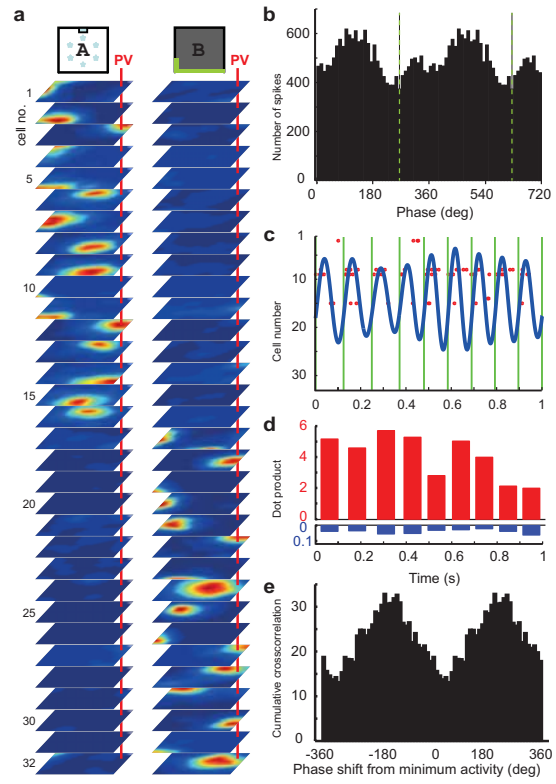 a
A
B
PV
PV
cell no.
1
5
10
15
20
25
30
32
b
Number of spikes
600
400
200
0
0
180
360
540
720
Phase (deg)
c
Cell number
1
10
20
30
0
0.2
0.4
0.6
0.8
1
d
Dot product
6
4
2
0
0
0.1
0
0.2
0.4
0.6
0.8
1
Time (s)
e
Cumulative crosscorrelation
30
20
10
0
-360
-180
0
180
360
Phase shift from minimum activity (deg)